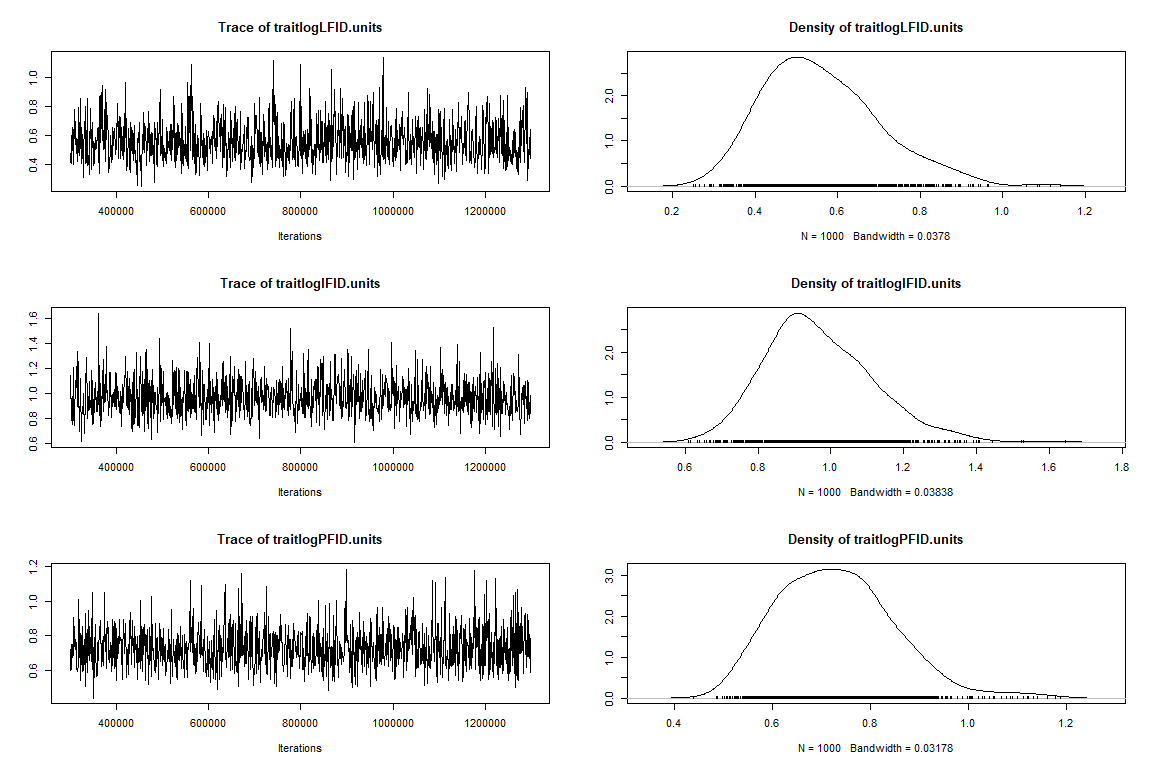 Trace of traitlogLFID.units
0.4 0.6 0.8 1.0
400000 600000 800000 1000000 1200000
Iterations
Density of traitlogLFID.units
0.0 1.0 2.0
0.2 0.4 0.6 0.8 1.0 1.2
N = 1000 Bandwidth = 0.0378
Trace of traitlogIFID.units
0.6 0.8 1.0 1.2 1.4 1.6
400000 600000 800000 1000000 1200000
Iterations
Density of traitlogIFID.units
0.0 1.0 2.0
0.6 0.8 1.0 1.2 1.4 1.6 1.8
N = 1000 Bandwidth = 0.03838
Trace of traitlogPFID.units
0.6 0.8 1.0 1.2
400000 600000 800000 1000000 1200000
Iterations
Density of traitlogPFID.units
0.0 1.0 2.0 3.0
0.4 0.6 0.8 1.0 1.2
N = 1000 Bandwidth = 0.03178